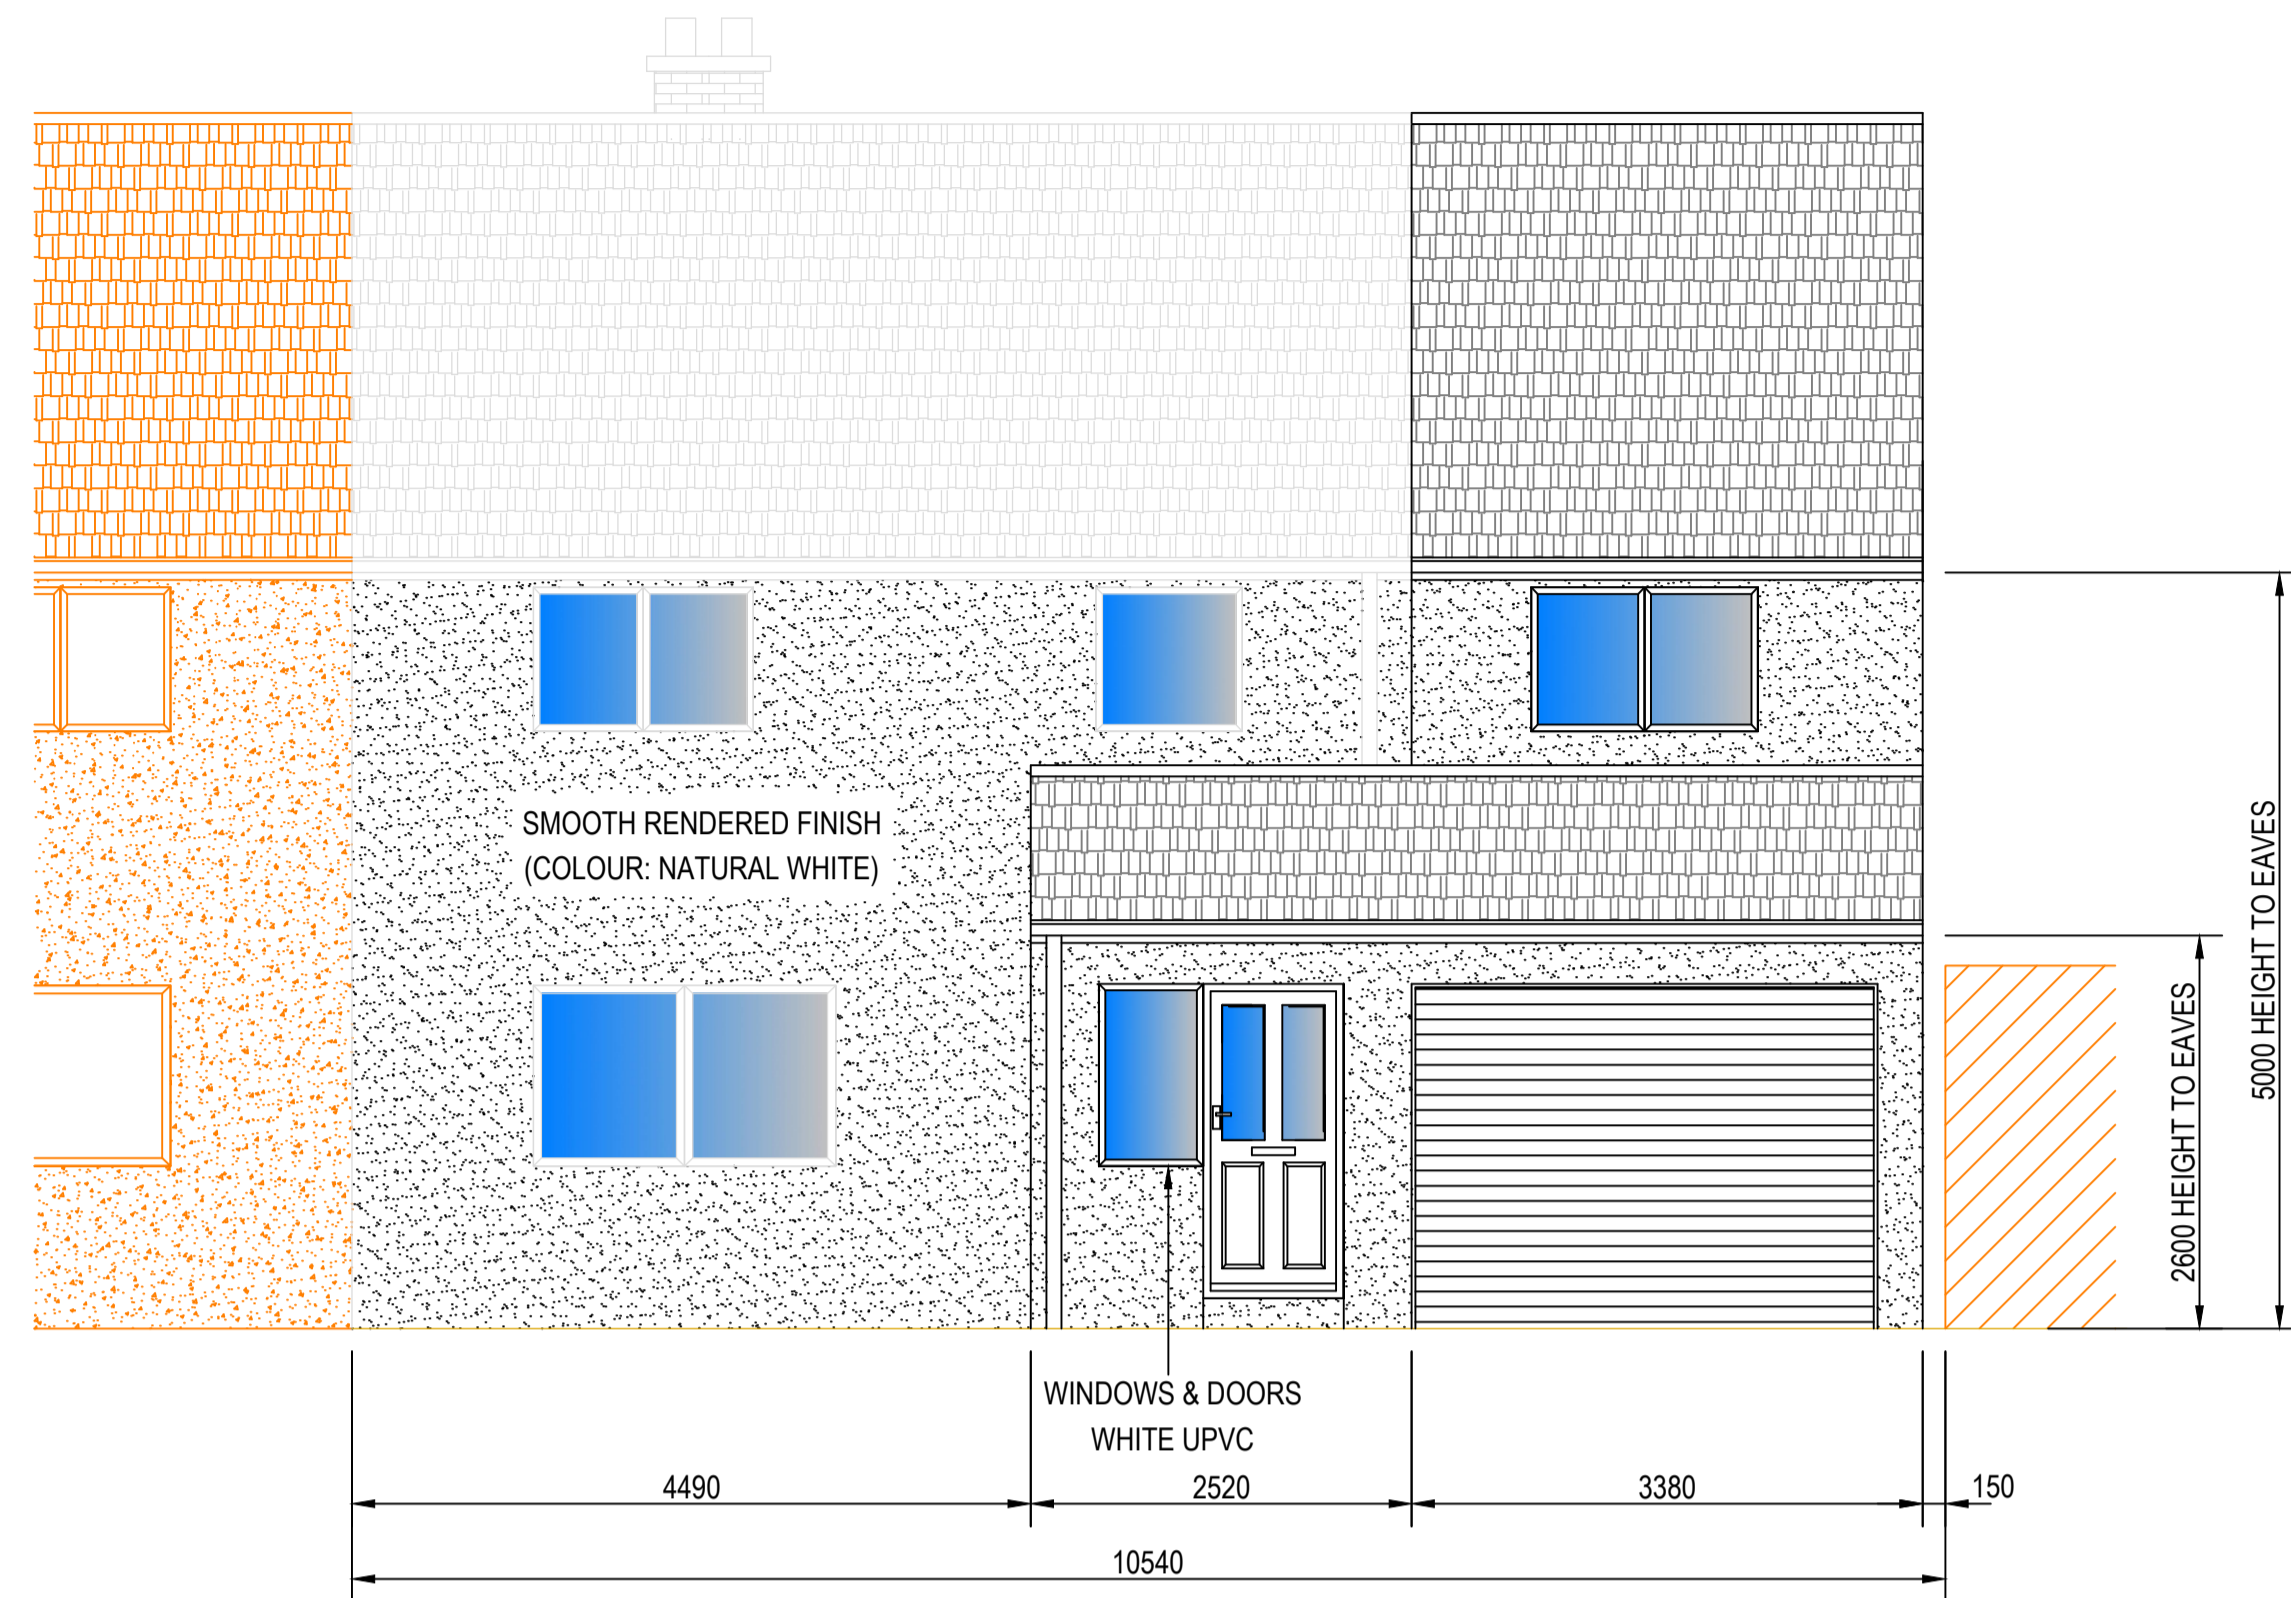 SMOOTH RENDERED FINISH
(COLOUR: NATURAL WHITE)
5000 HEIGHT TO EAVES
2600 HEIGHT TO EAVES
WINDOWS & DOORS
WHITE UPVC
4490
2520
3380
150
10540